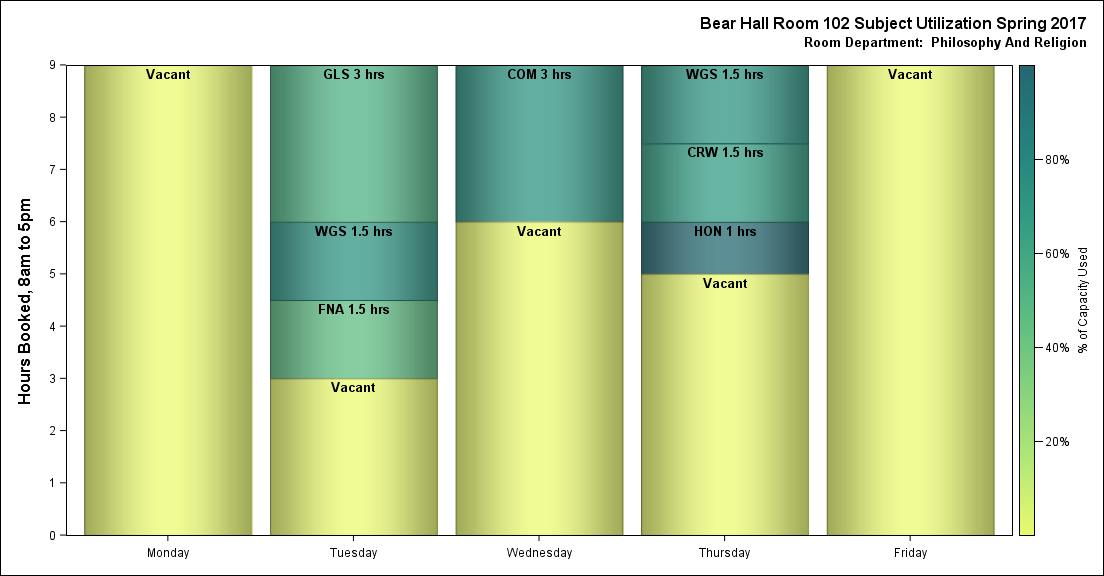 Bear Hall Room 102 Subject Utilization Spring 2017
Room Department:  Philosophy And Religion
Hours Booked, 8am to 5pm
9
8
7
6
5
4
3
2
1
0
Vacant
GLS 3 hrs
WGS 1.5 hrs
FNA 1.5 hrs
Vacant
COM 3 hrs
Vacant
WGS 1.5 hrs
CRW 1.5 hrs
HON 1 hrs
Vacant
Vacant
Monday
Tuesday
Wednesday
Thursday
Friday
80%
60%
40%
20%
% of Capacity Used